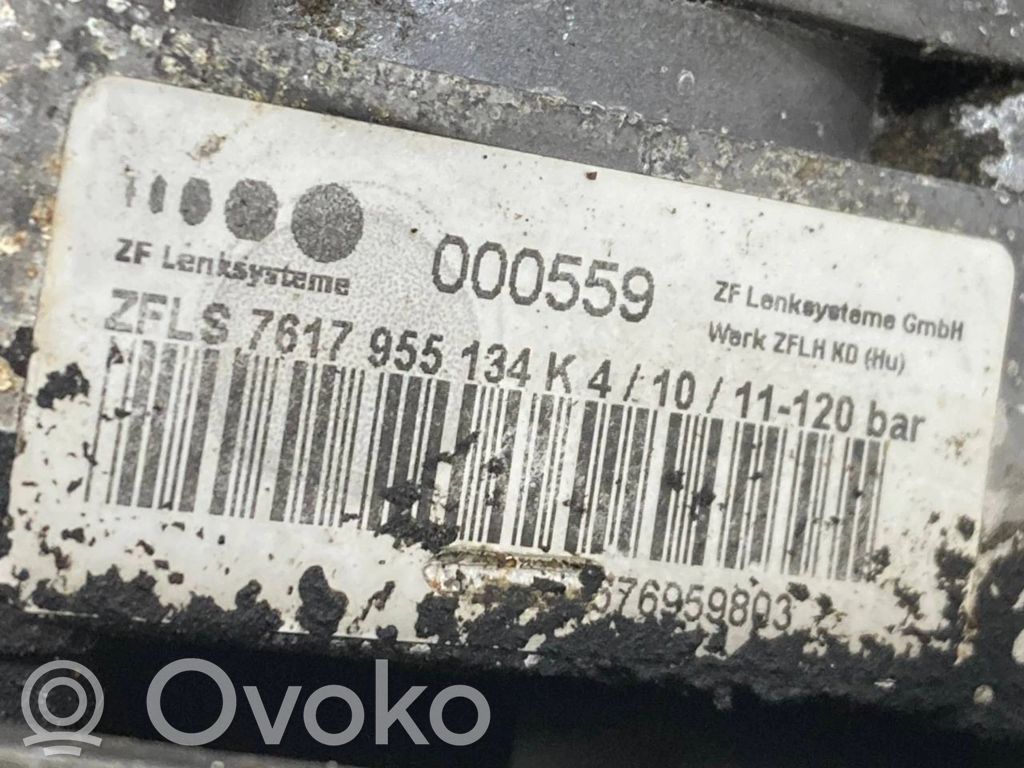 ZF Lenksysteme
000559
ZF Lenksysteme GmbH
Werk ZFLH KD (Hu)
ZFLS 7617 955 134 K 4 / 10 / 11-120 bar
676959803
Ovoko